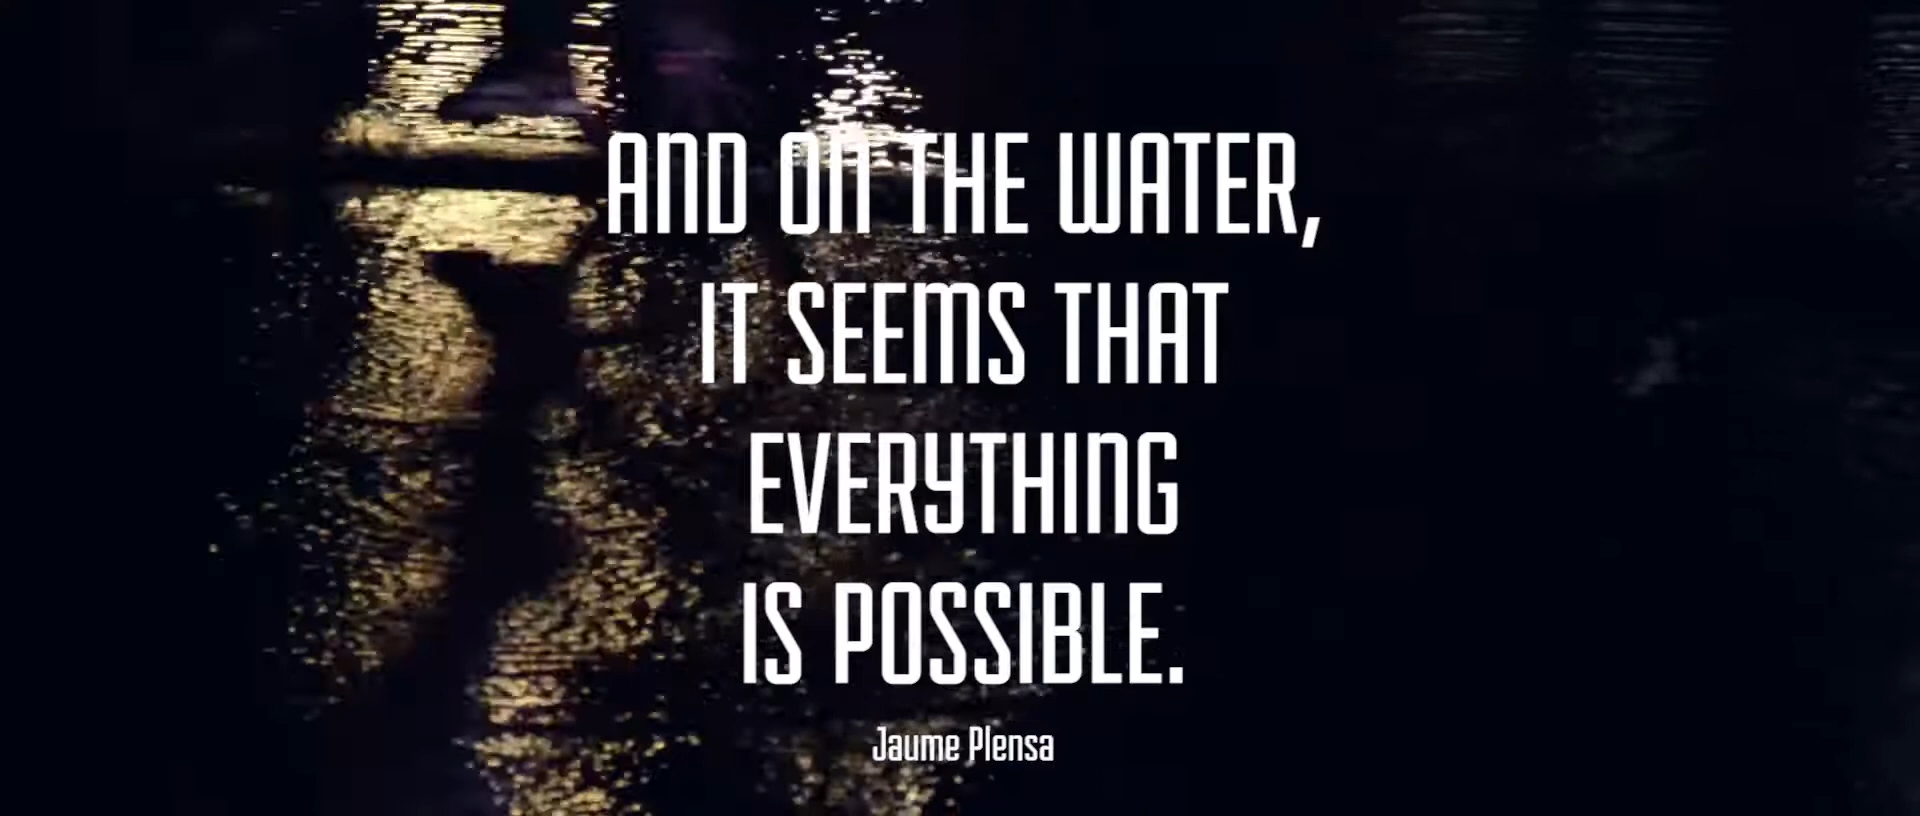 AND ON THE WATER,
IT SEEMS THAT
EVERYTHING
IS POSSIBLE.
Jaume Plensa